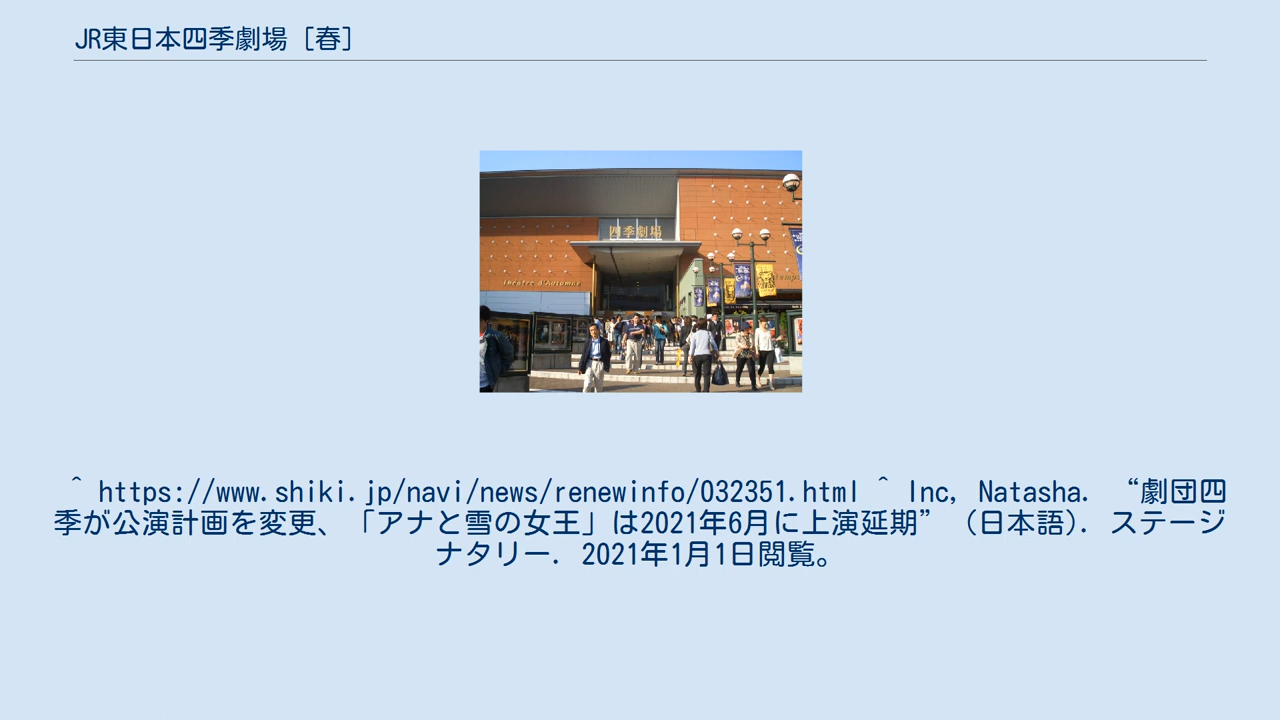 JR東日本四季劇場［春］
四季劇場
Théâtre d'Automne
^ https://www.shiki.jp/navi/news/renewinfo/032351.html ^ Inc, Natasha. “劇団四
季が公演計画を変更、「アナと雪の女王」は2021年6月に上演延期” (日本語). ステージ
ナタリー. 2021年1月1日閲覧。